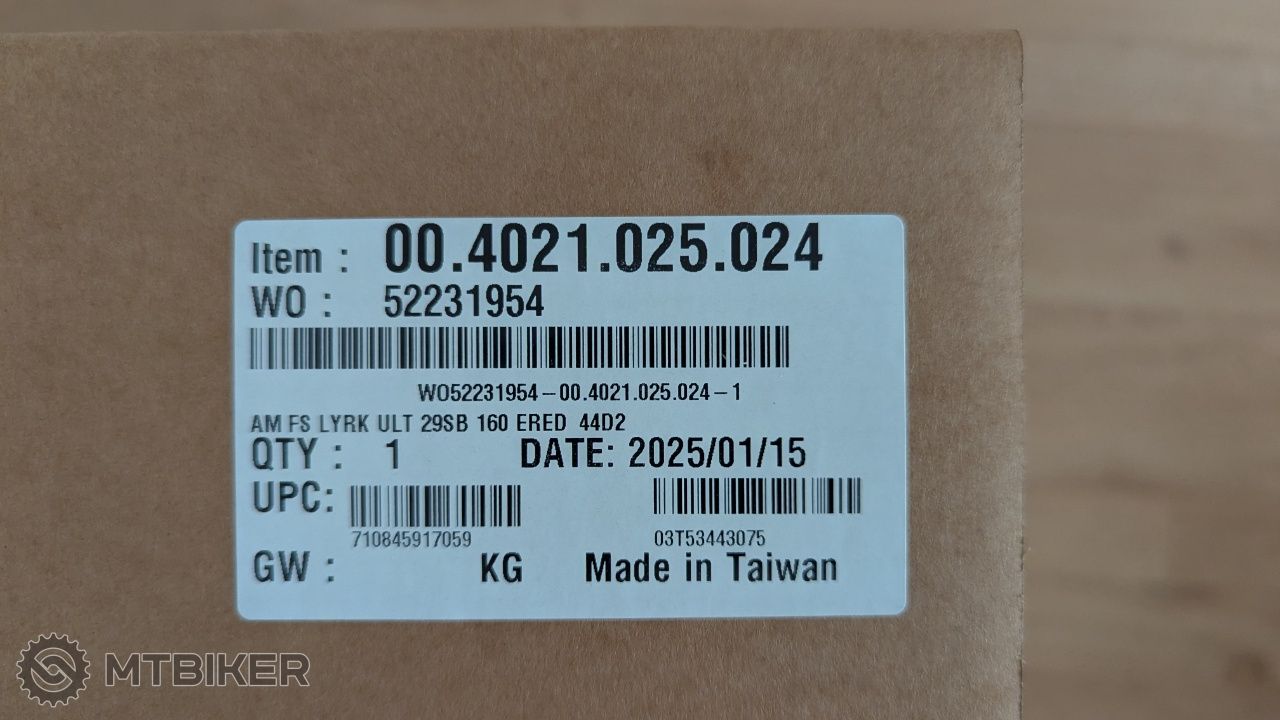 Item : 00.4021.025.024
WO : 52231954
WO52231954-00.4021.025.024-1
AM FS LYRK ULT 29SB 160 ERED 44D2
QTY : 1 DATE: 2025/01/15
UPC:
710845917059 03T53443075
GW : KG Made in Taiwan
MTBIKER